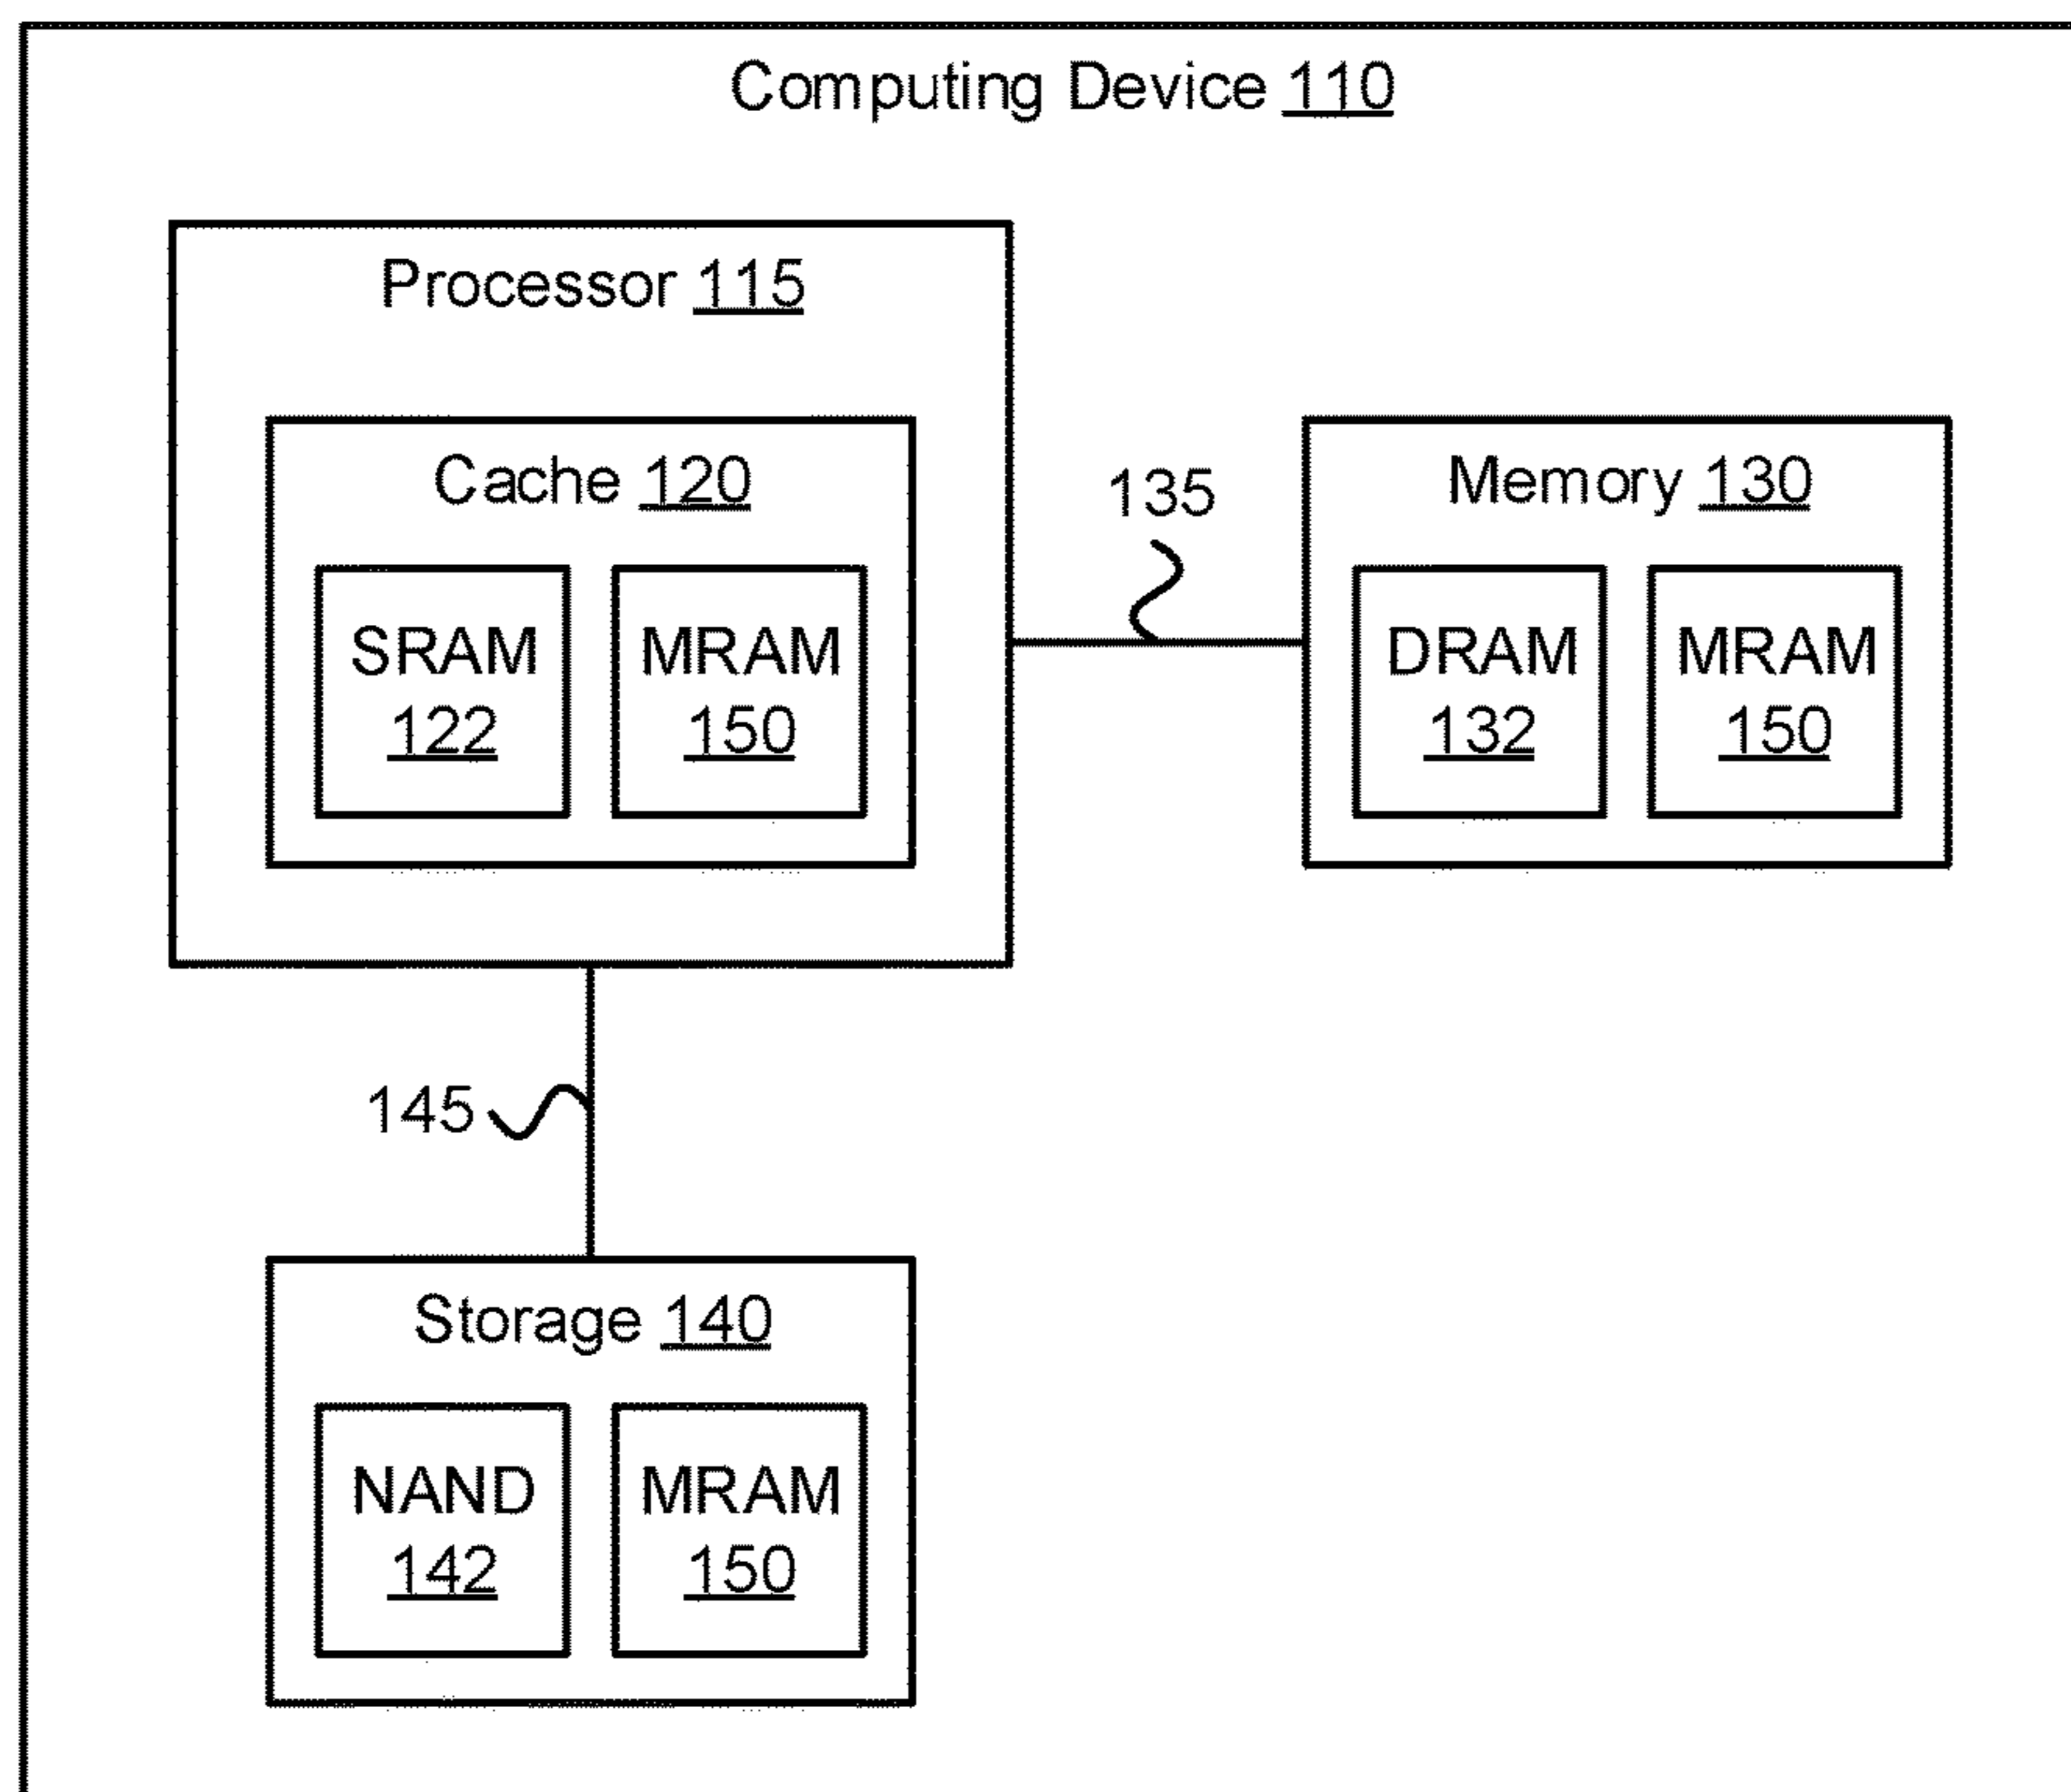 Computing Device 110
Processor 115
Cache 120
SRAM
122
MRAM
150
135
Memory 130
DRAM
132
MRAM
150
145
Storage 140
NAND
142
MRAM
150